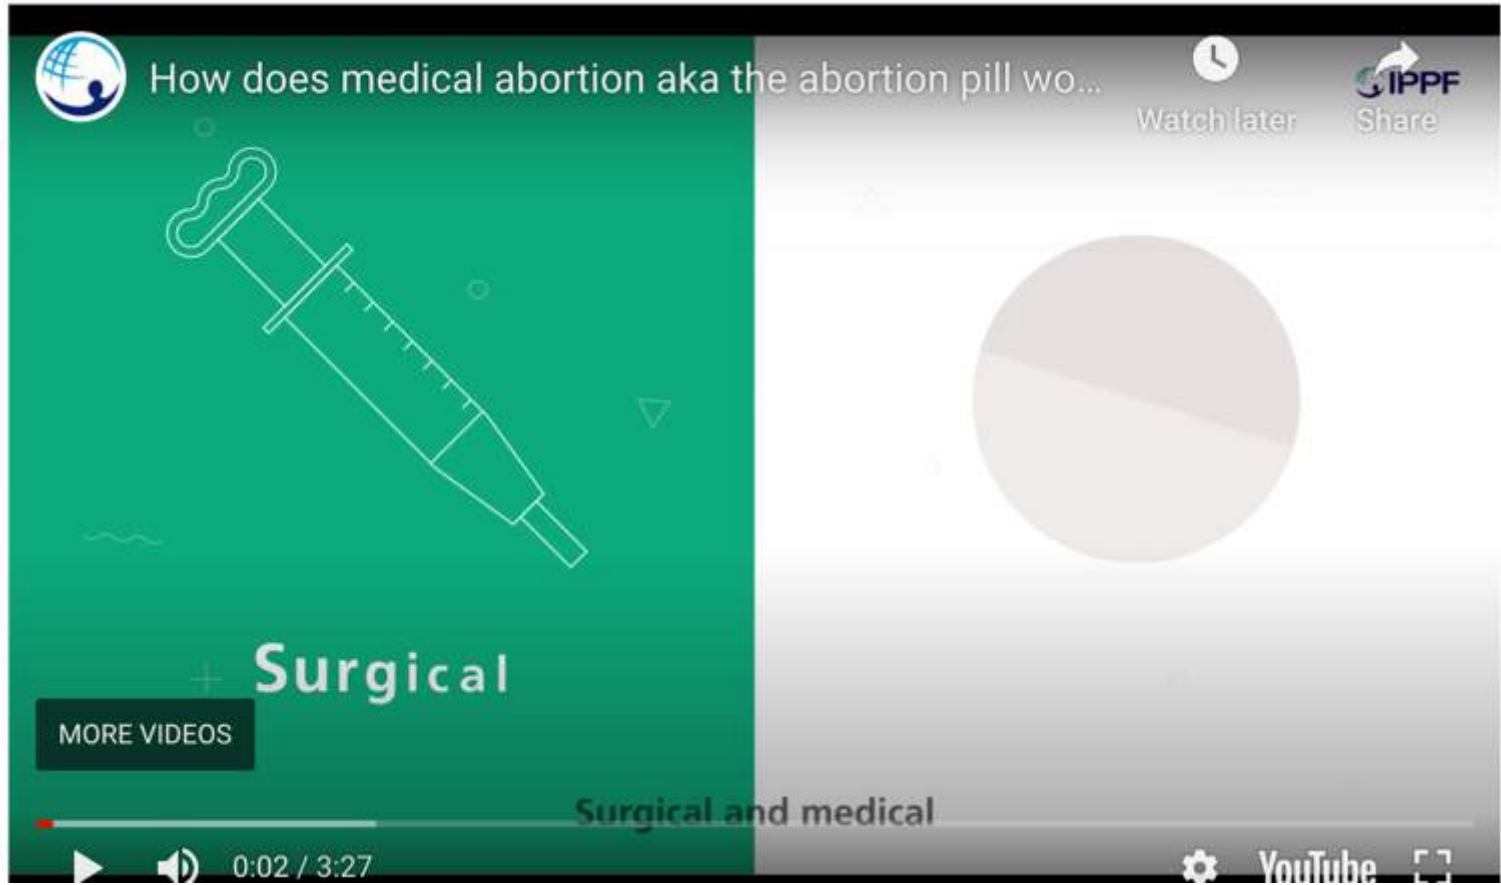 How does medical abortion aka the abortion pill wo...
IPPF
Watch later
Share
Surgical
MORE VIDEOS
Surgical and medical
0:02 / 3:27
YouTube